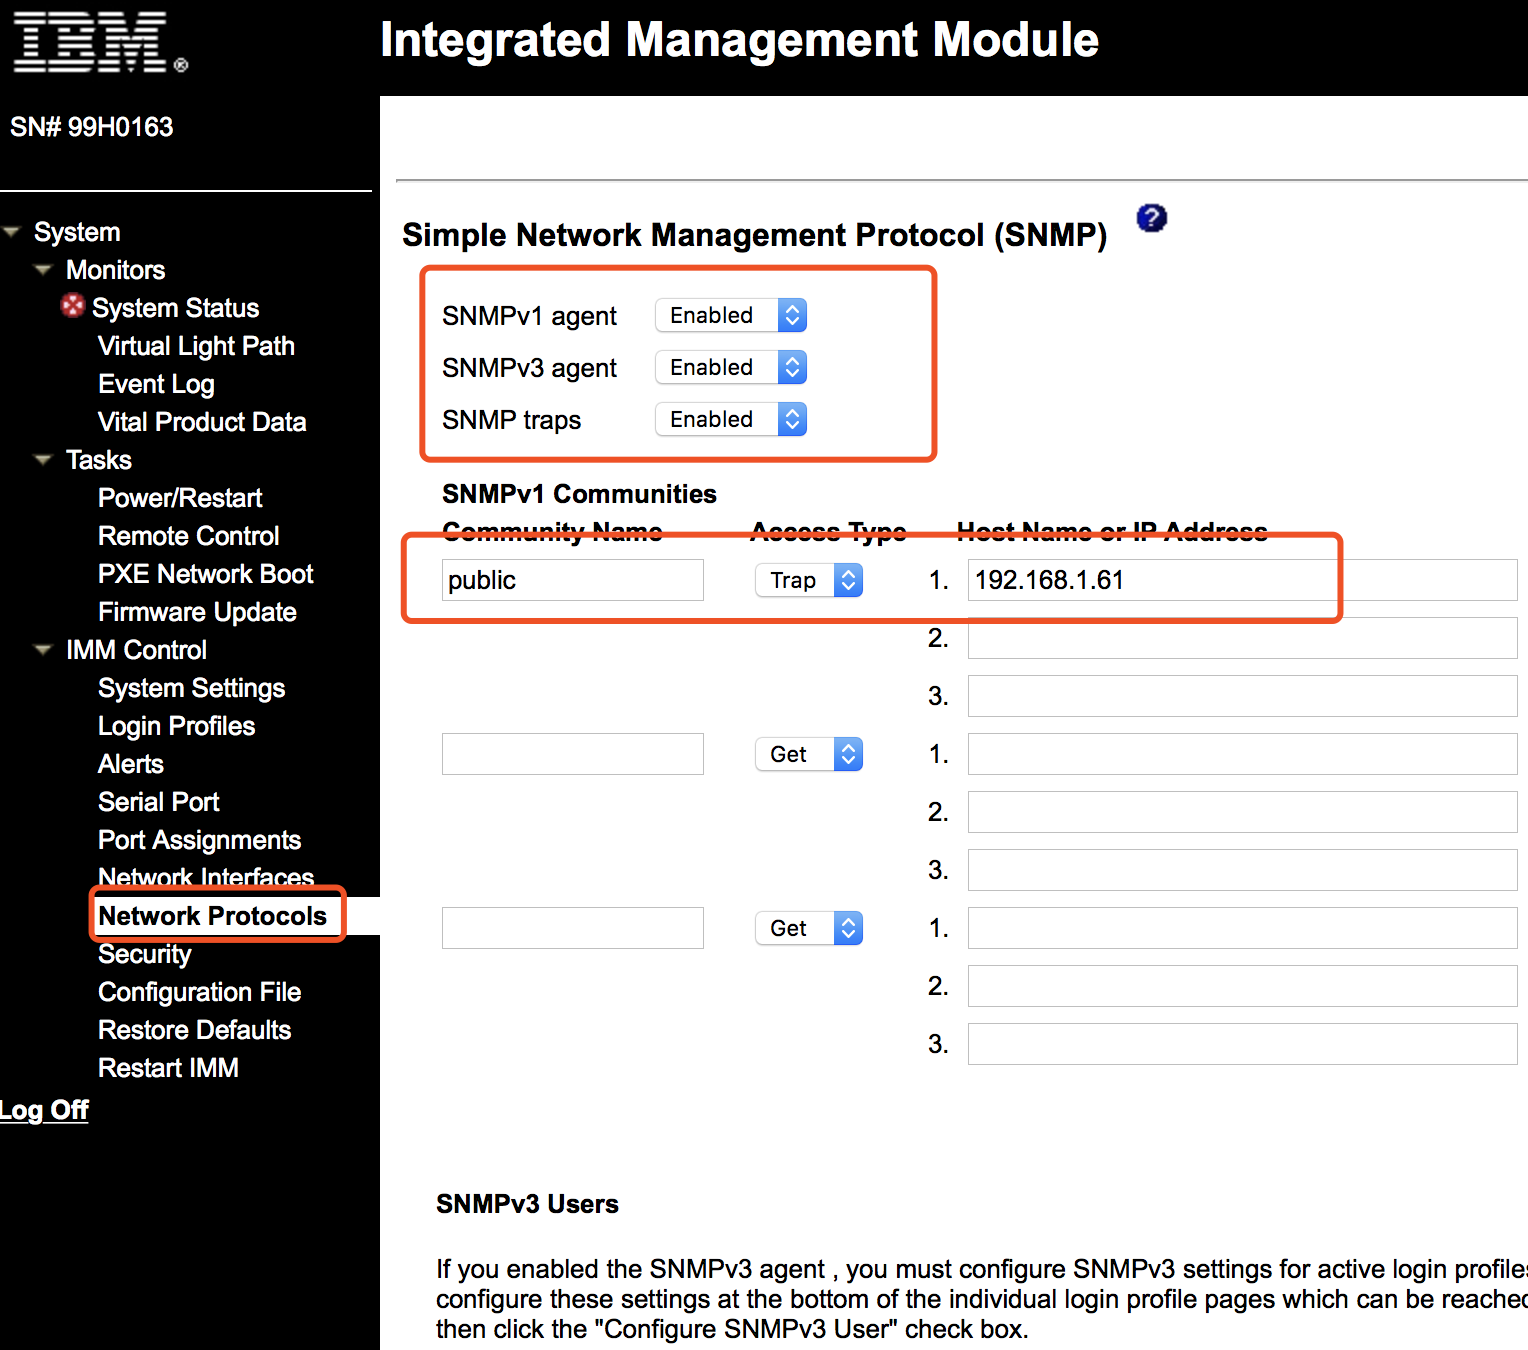 IBM®
Integrated Management Module
SN# 99H0163
System
Monitors
System Status
Virtual Light Path
Event Log
Vital Product Data
Tasks
Power/Restart
Remote Control
PXE Network Boot
Firmware Update
IMM Control
System Settings
Login Profiles
Alerts
Serial Port
Port Assignments
Network Interfaces
Network Protocols
Security
Configuration File
Restore Defaults
Restart IMM
Log Off
Simple Network Management Protocol (SNMP) ?
SNMPv1 agent Enabled
SNMPv3 agent Enabled
SNMP traps Enabled
SNMPv1 Communities
Community Name Access Type Host Name or IP Address
public Trap 1. 192.168.1.61
2.
3.
Get 1.
2.
3.
Get 1.
2.
3.
SNMPv3 Users
If you enabled the SNMPv3 agent , you must configure SNMPv3 settings for active login profiles
configure these settings at the bottom of the individual login profile pages which can be reached
then click the "Configure SNMPv3 User" check box.